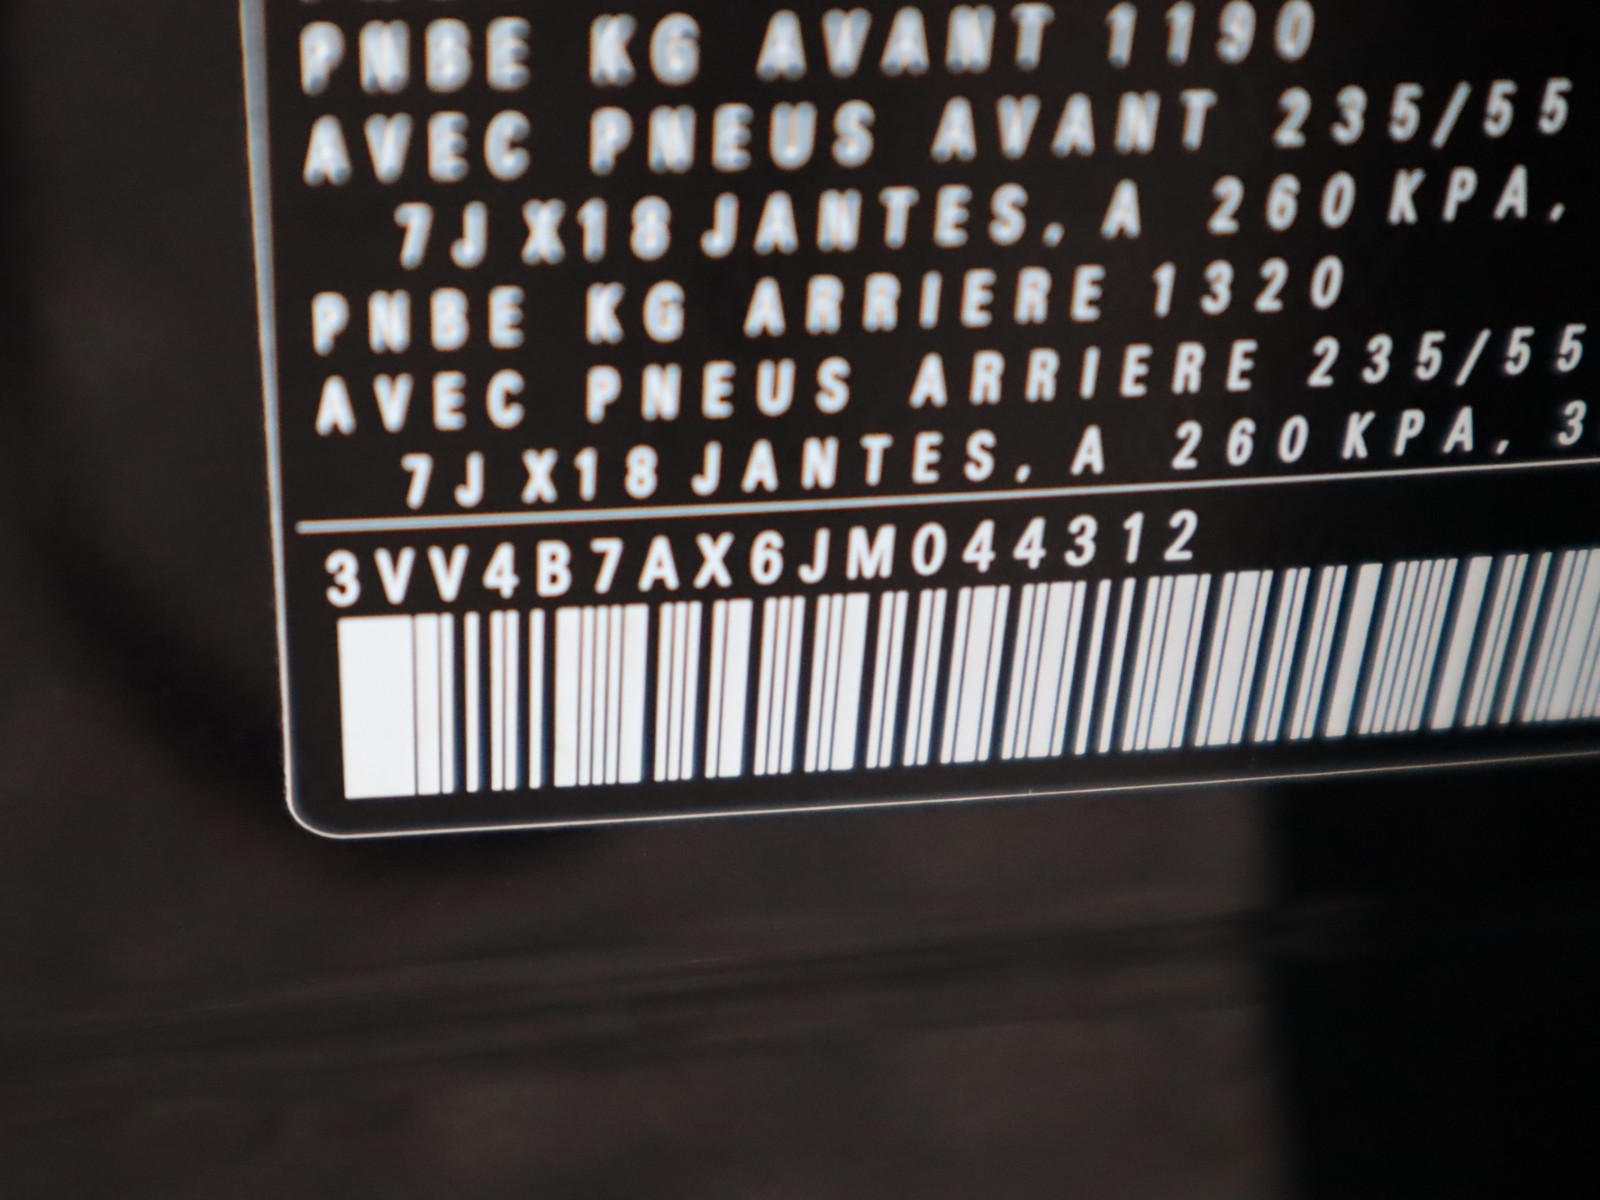 PNBE KG AVANT 1190
AVEC PNEUS AVANT 235/55
7J X18 JANTES, A 260 KPA,
PNBE KG ARRIERE 1320
AVEC PNEUS ARRIERE 235/55
7J X18 JANTES, A 260 KPA, 3
3VV4B7AX6JM044312